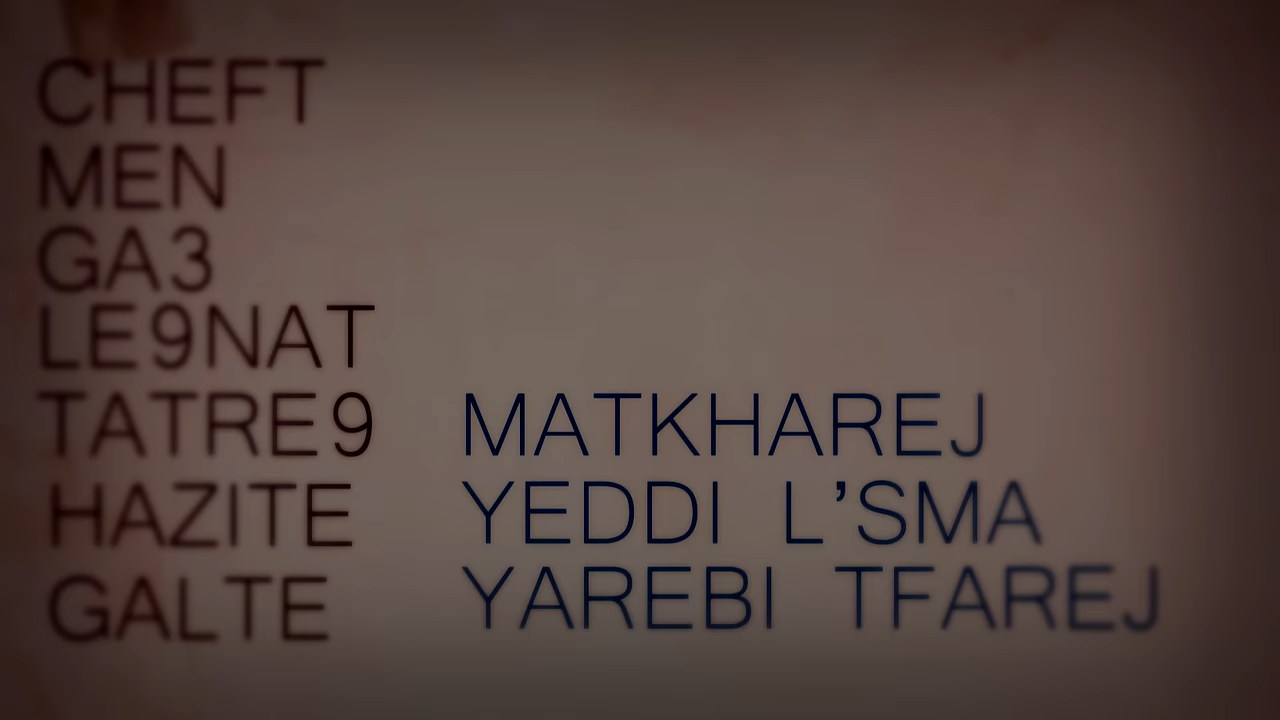 CHEFT
MEN
GA3
LE9NAT
TATRE9
HAZITE
GALTE
MATKHAREJ
YEDDI L'SMA
YAREBI TFAREJ